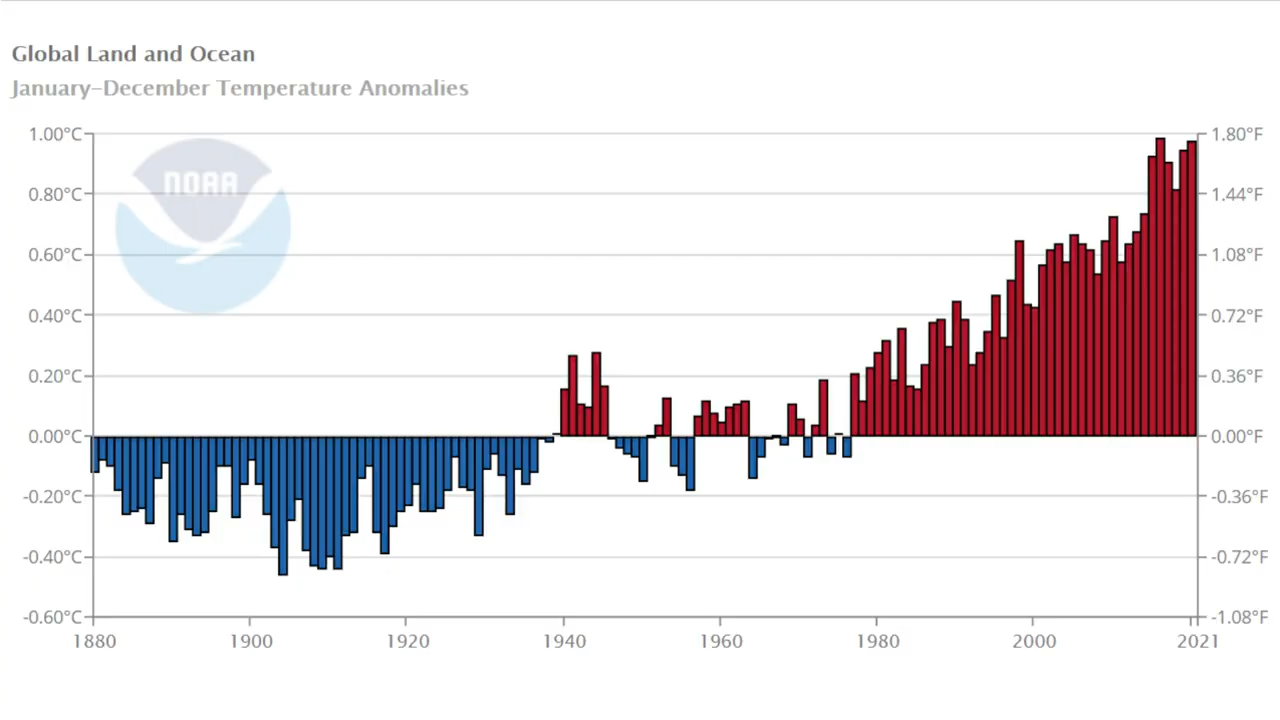 Global Land and Ocean
January–December Temperature Anomalies
1.00°C 1.80°F
NOAA
0.80°C 1.44°F
0.60°C 1.08°F
0.40°C 0.72°F
0.20°C 0.36°F
0.00°C 0.00°F
-0.20°C -0.36°F
-0.40°C -0.72°F
-0.60°C -1.08°F
1880 1900 1920 1940 1960 1980 2000 2021